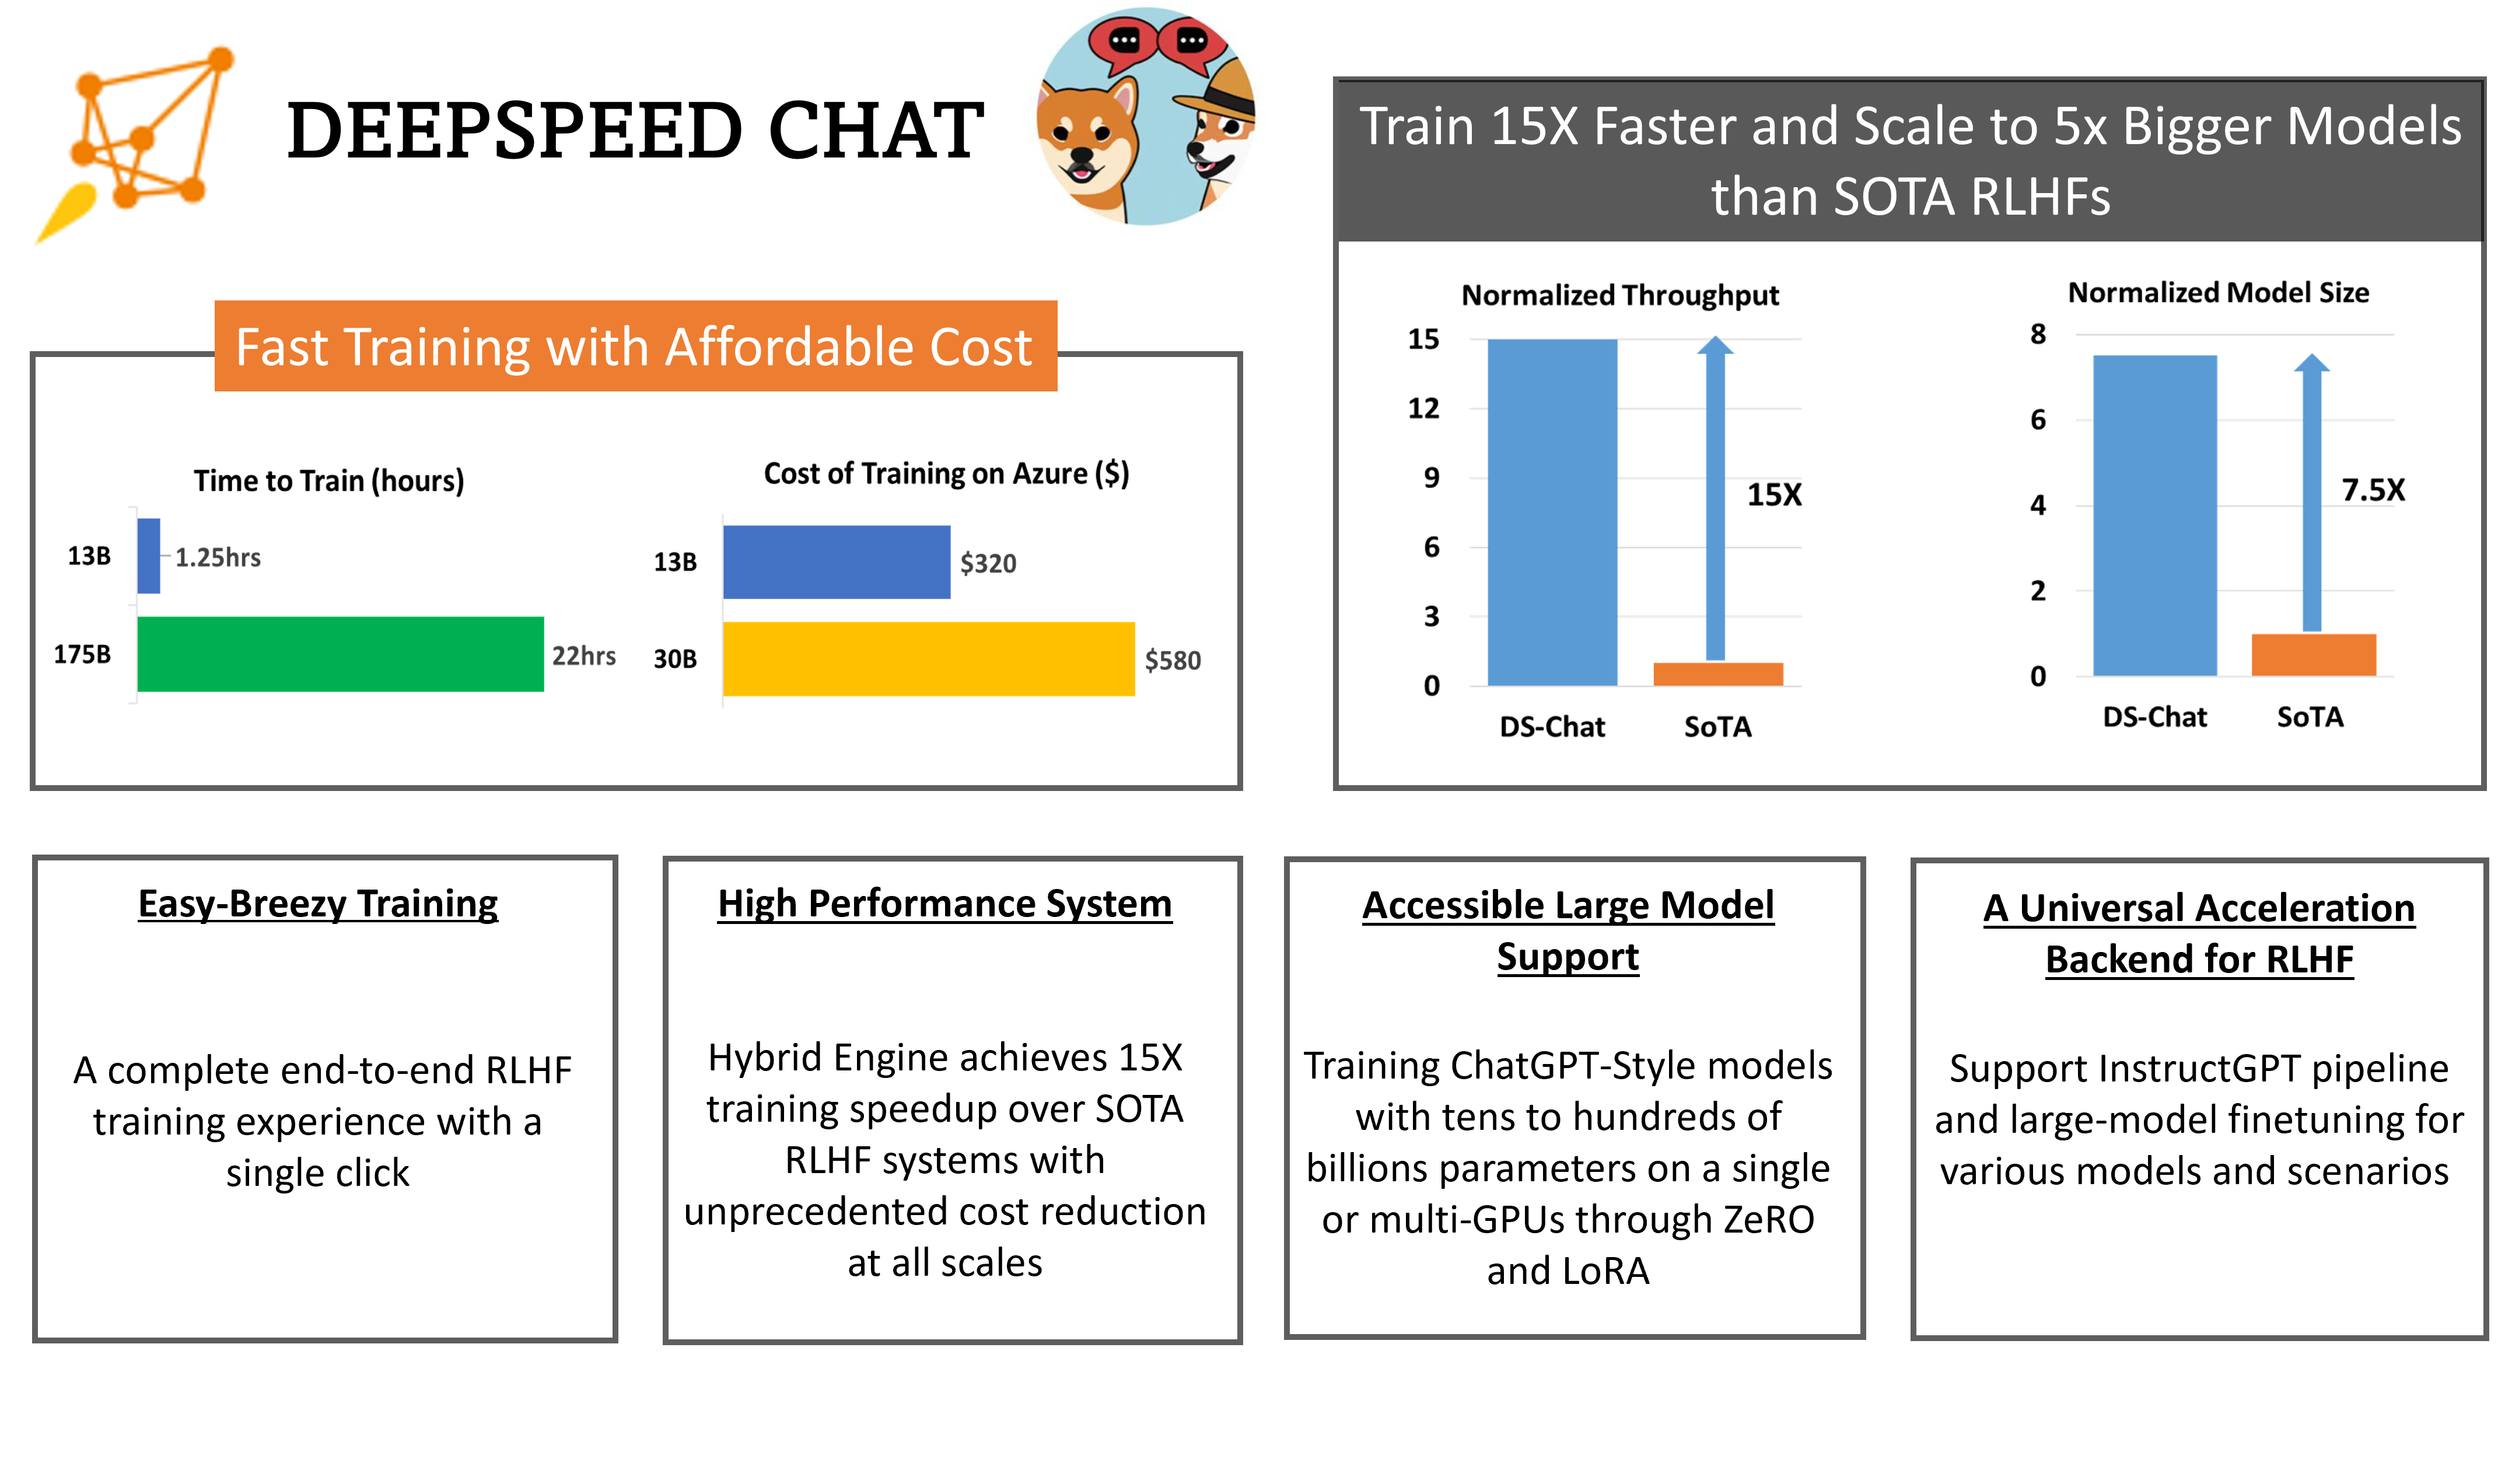 DEEPSPEED CHAT
Train 15X Faster and Scale to 5x Bigger Models
than SOTA RLHFs
Fast Training with Affordable Cost
Time to Train (hours)
13B
1.25hrs
175B
22hrs
Cost of Training on Azure ($)
13B
$320
30B
$580
Normalized Throughput
15
12
9
6
3
0
15X
DS-Chat
SoTA
Normalized Model Size
8
6
4
2
0
7.5X
DS-Chat
SoTA
Easy-Breezy Training
A complete end-to-end RLHF
training experience with a
single click
High Performance System
Hybrid Engine achieves 15X
training speedup over SOTA
RLHF systems with
unprecedented cost reduction
at all scales
Accessible Large Model
Support
Training ChatGPT-Style models
with tens to hundreds of
billions parameters on a single
or multi-GPUs through ZeRO
and LoRA
A Universal Acceleration
Backend for RLHF
Support InstructGPT pipeline
and large-model finetuning for
various models and scenarios